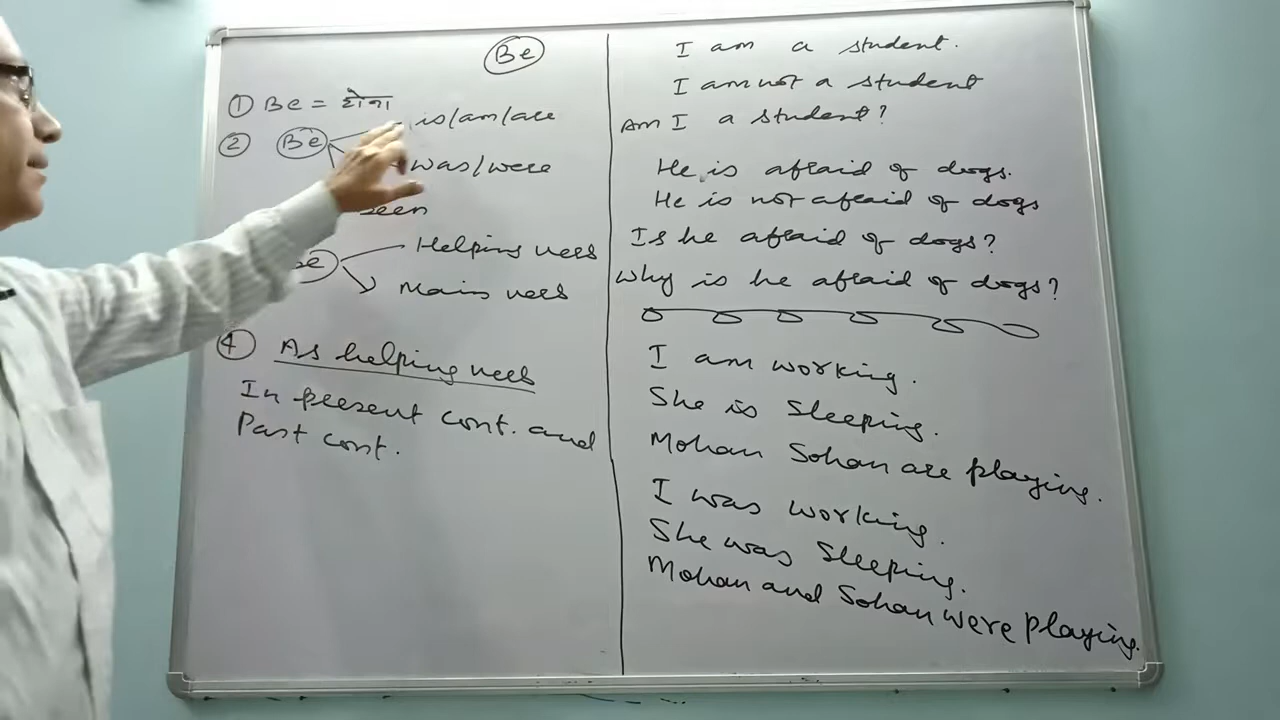 Be
① Be = होना
② Be is/am/are
was/were
been
Be Helping verb
Main verb
④ As helping verb
In present cont. and
Past cont.
I am a student.
I am not a student
Am I a student?
He is afraid of dogs.
He is not afraid of dogs
Is he afraid of dogs?
Why is he afraid of dogs?
I am working.
She is sleeping.
Mohan Sohan are playing.
I was working.
She was sleeping.
Mohan and Sohan were playing.